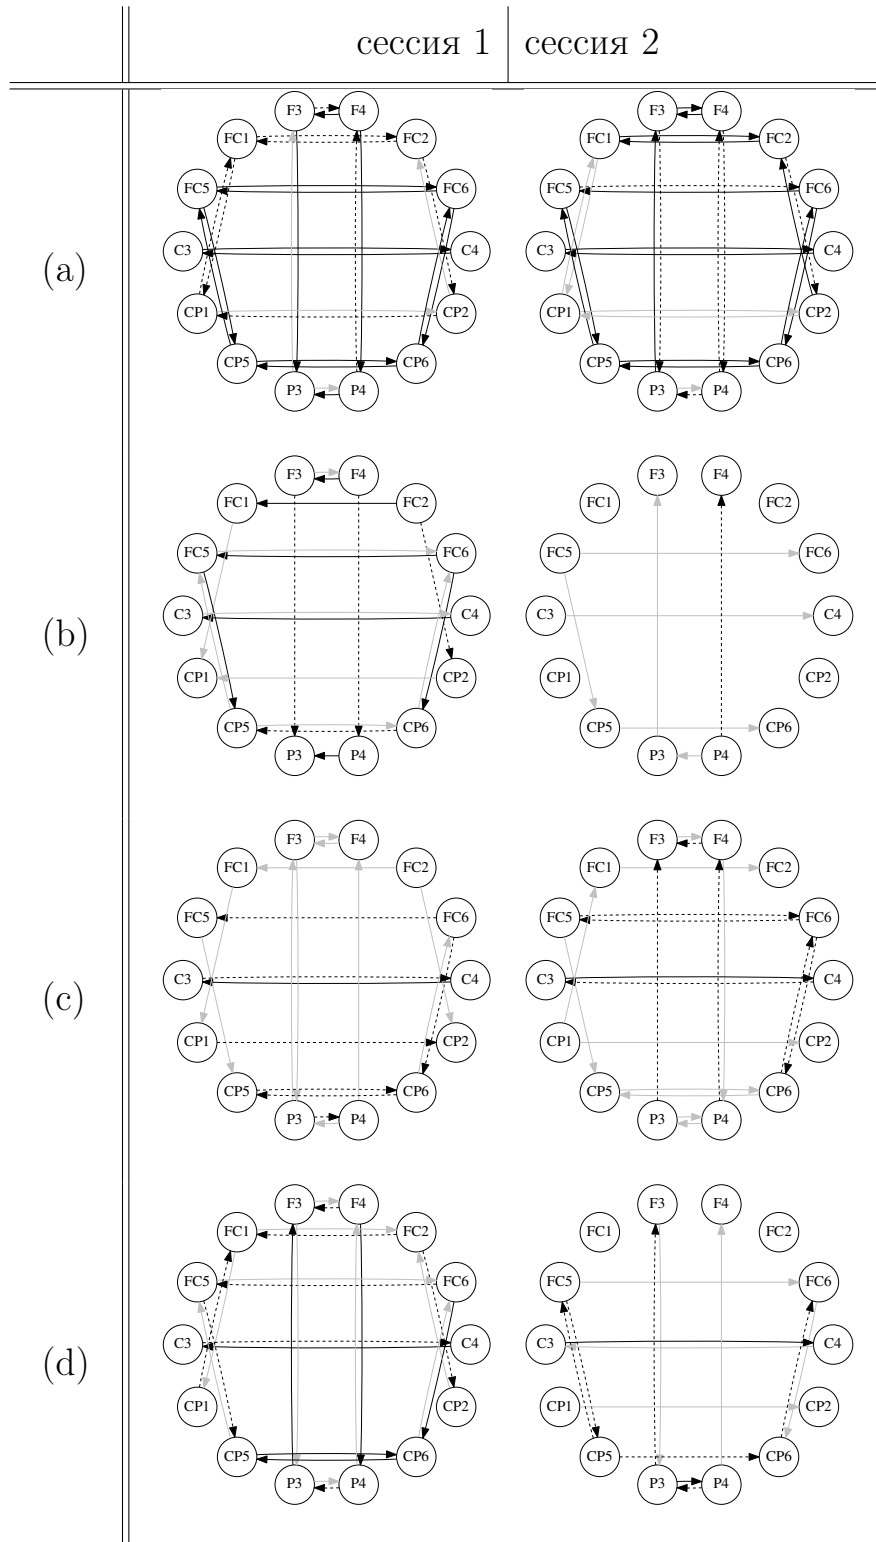 сессия 1 сессия 2
F3 F4 F3 F4
FC1 FC2 FC1 FC2
FC5 FC6 FC5 FC6
(a) C3 C4 C3 C4
CP1 CP2 CP1 CP2
CP5 CP6 CP5 CP6
P3 P4 P3 P4
F3 F4 F3 F4
FC1 FC2 FC1 FC2
FC5 FC6 FC5 FC6
(b) C3 C4 C3 C4
CP1 CP2 CP1 CP2
CP5 CP6 CP5 CP6
P3 P4 P3 P4
F3 F4 F3 F4
FC1 FC2 FC1 FC2
FC5 FC6 FC5 FC6
(c) C3 C4 C3 C4
CP1 CP2 CP1 CP2
CP5 CP6 CP5 CP6
P3 P4 P3 P4
F3 F4 F3 F4
FC1 FC2 FC1 FC2
FC5 FC6 FC5 FC6
(d) C3 C4 C3 C4
CP1 CP2 CP1 CP2
CP5 CP6 CP5 CP6
P3 P4 P3 P4